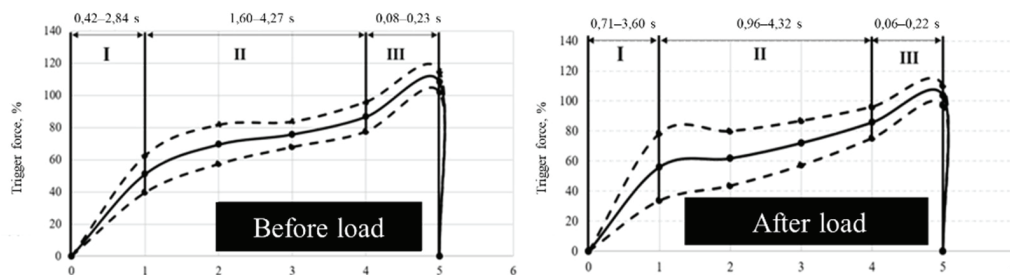 0,42–2,84 s 1,60–4,27 s 0,08–0,23 s
140
I II III
120
100
80
60
40
20
0
Trigger force, %
Before load
0 1 2 3 4 5 6
0,71–3,60 s 0,96–4,32 s 0,06–0,22 s
140
I II III
120
100
80
60
40
20
0
Trigger force, %
After load
0 1 2 3 4 5